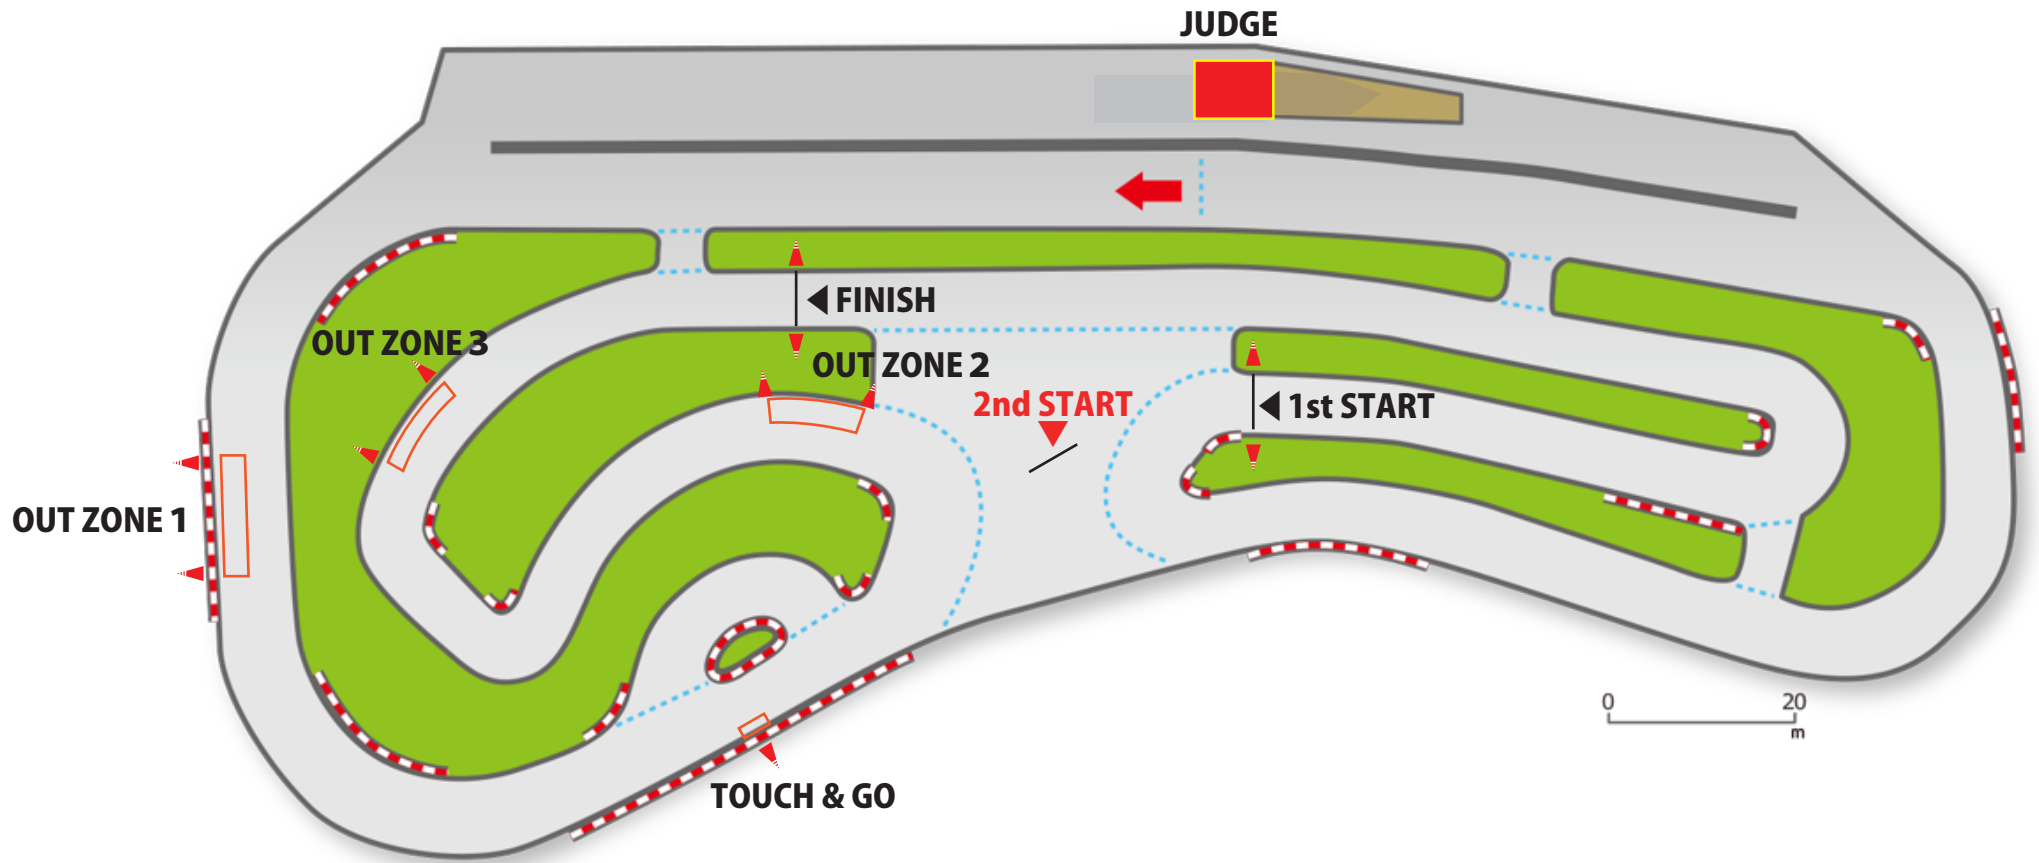 JUDGE
FINISH
OUT ZONE 3
OUT ZONE 2
2nd START
1st START
OUT ZONE 1
0 20
m
TOUCH & GO